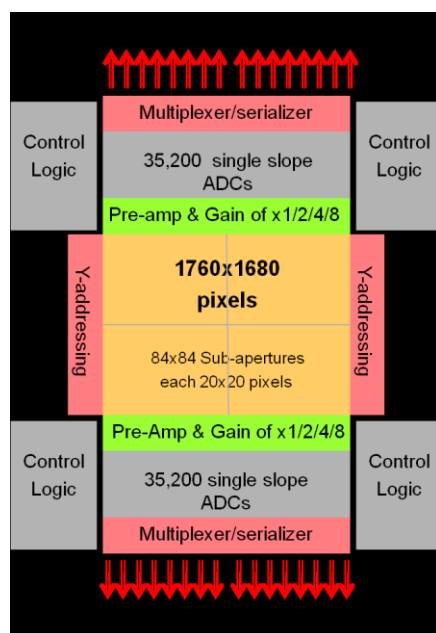 Multiplexer/serializer
Control
Logic
35,200 single slope
ADCs
Control
Logic
Pre-amp & Gain of x1/2/4/8
Y-addressing
1760x1680
pixels
84x84 Sub-apertures
each 20x20 pixels
Y-addressing
Pre-Amp & Gain of x1/2/4/8
Control
Logic
35,200 single slope
ADCs
Control
Logic
Multiplexer/serializer